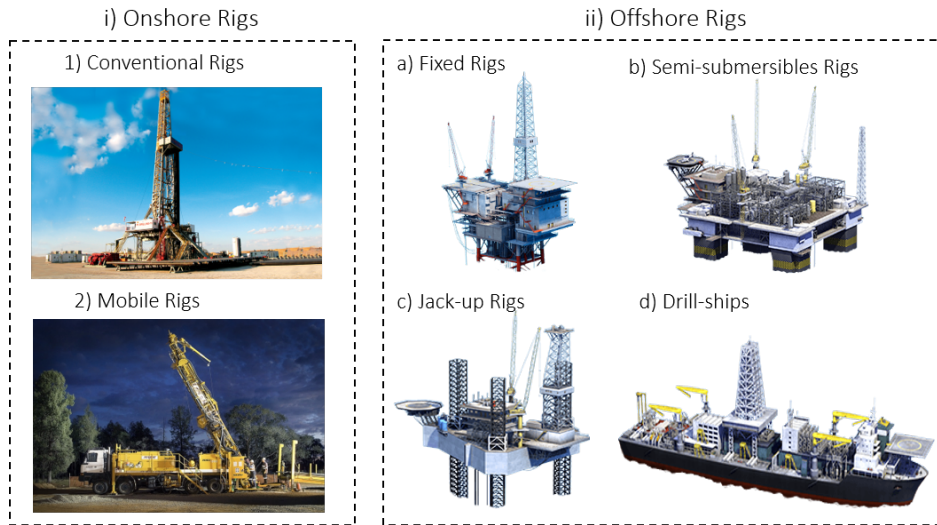 i) Onshore Rigs
ii) Offshore Rigs
1) Conventional Rigs
2) Mobile Rigs
a) Fixed Rigs
b) Semi-submersibles Rigs
c) Jack-up Rigs
d) Drill-ships